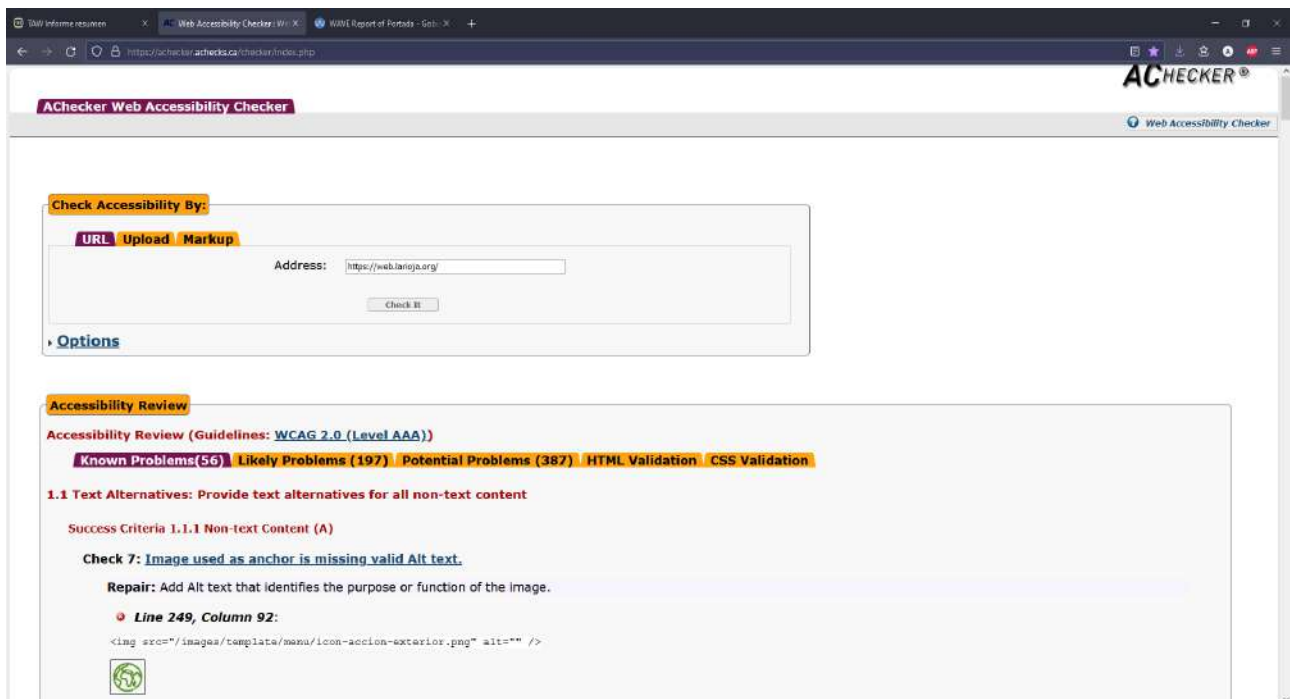 TAW Informe resumen
Web Accessibility Checker : W
WAVE Report of Portada - Gobi
https://achecker.achecks.ca/checker/index.php
ACHECKER®
AChecker Web Accessibility Checker
Web Accessibility Checker
Check Accessibility By:
URL Upload Markup
Address: https://web.larioja.org/
Check It
Options
Accessibility Review
Accessibility Review (Guidelines: WCAG 2.0 (Level AAA))
Known Problems(56) Likely Problems (197) Potential Problems (387) HTML Validation CSS Validation
1.1 Text Alternatives: Provide text alternatives for all non-text content
Success Criteria 1.1.1 Non-text Content (A)
Check 7: Image used as anchor is missing valid Alt text.
Repair: Add Alt text that identifies the purpose or function of the image.
Line 249, Column 92:
<img src="/images/template/menu/icon-accion-exterior.png" alt="" />